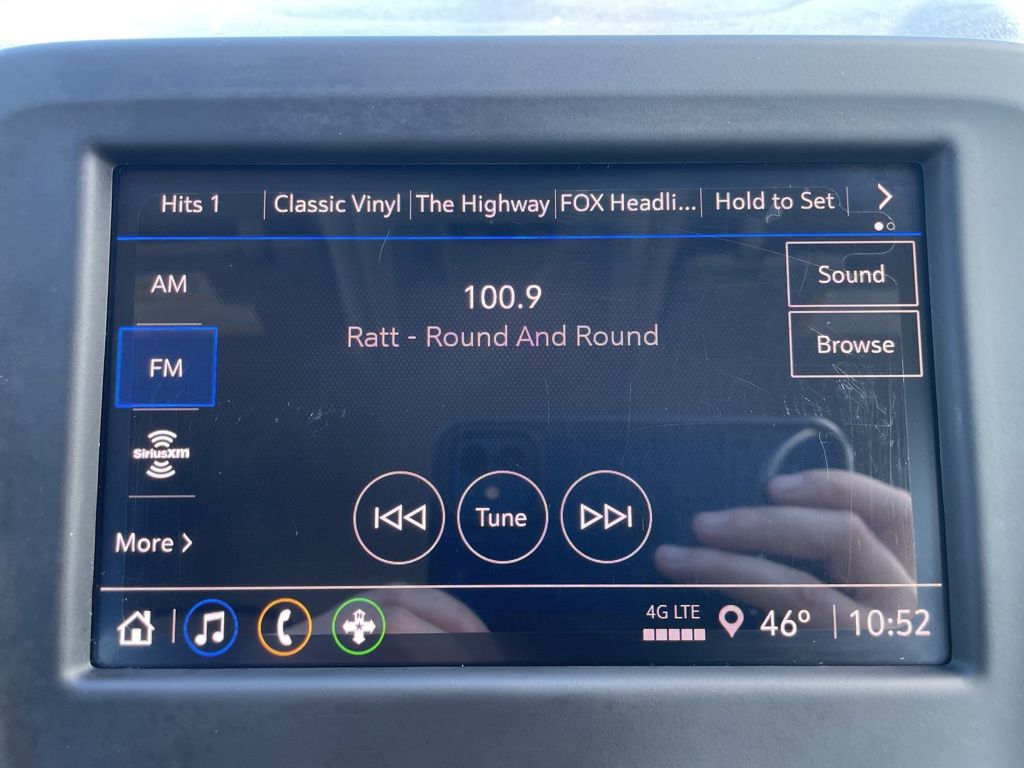 Hits 1
Classic Vinyl
The Highway
FOX Headli...
Hold to Set
AM
100.9
Sound
Ratt - Round And Round
Browse
FM
SiriusXM
Tune
More
N
4G LTE
46°
10:52